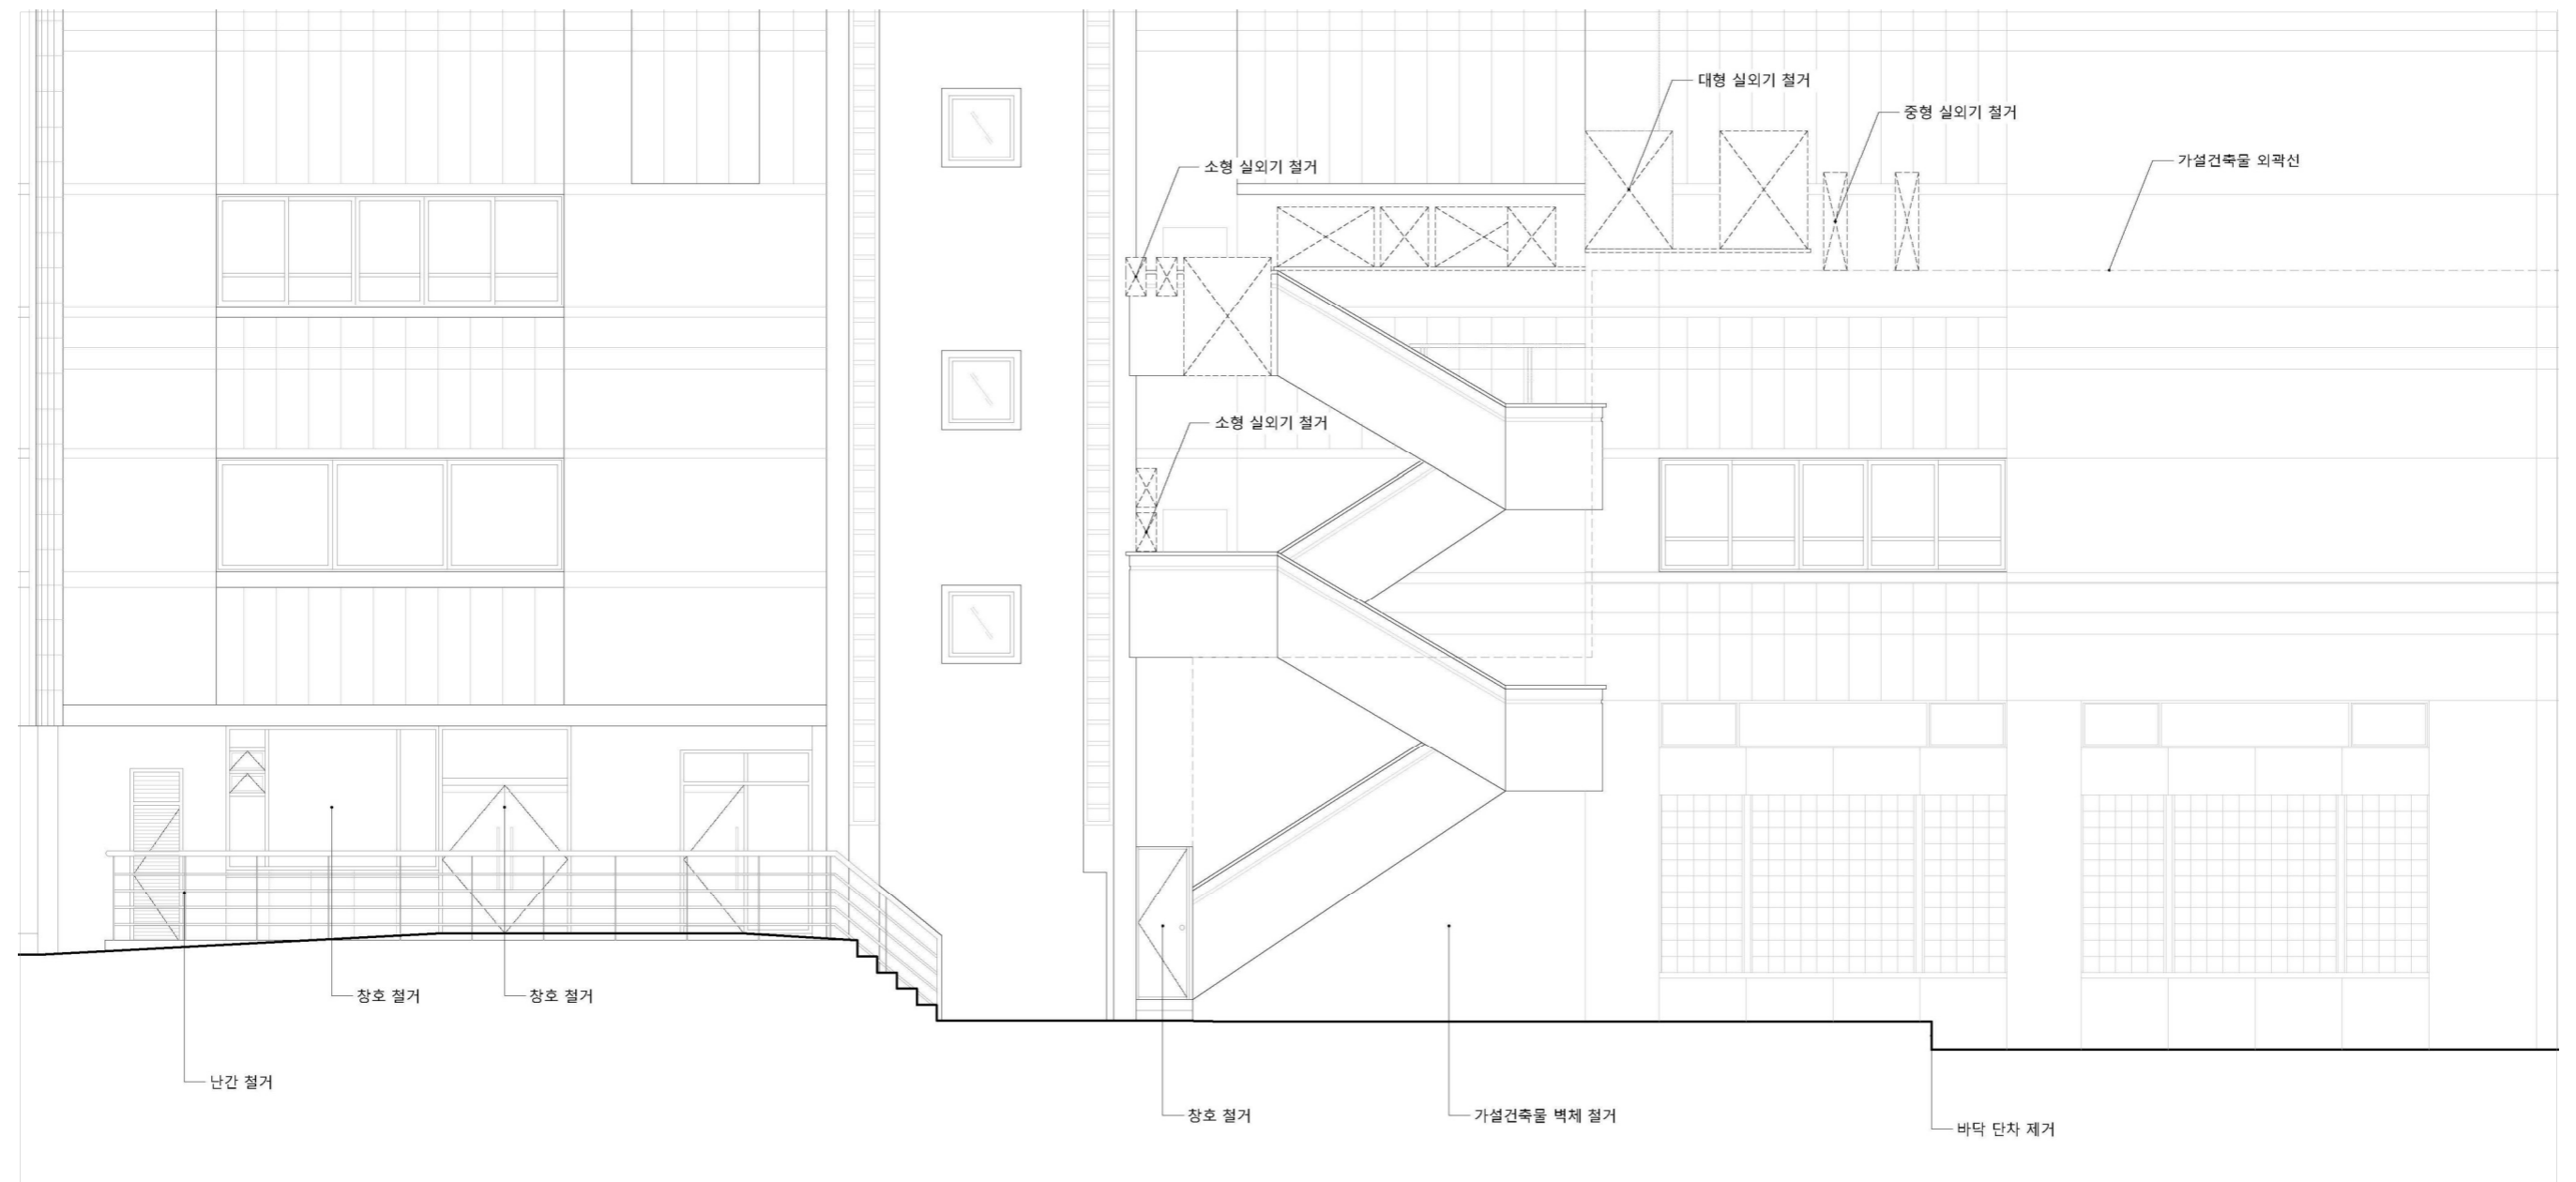 대형 실외기 철거
중형 실외기 철거
소형 실외기 철거
가설건축물 외곽선
소형 실외기 철거
창호 철거
창호 철거
난간 철거
창호 철거
가설건축물 벽체 철거
바닥 단차 제거